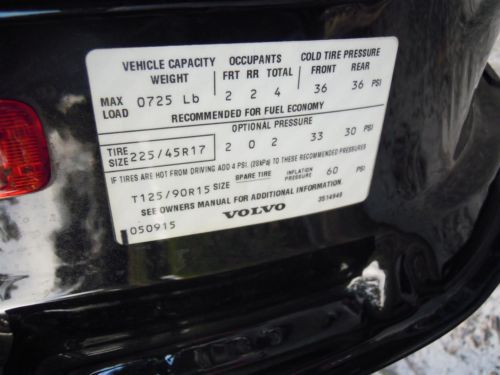 VEHICLE CAPACITY WEIGHT OCCUPANTS FRT RR TOTAL COLD TIRE PRESSURE FRONT REAR
MAX LOAD 0725 Lb 2 2 4 36 36 PSI
RECOMMENDED FOR FUEL ECONOMY
OPTIONAL PRESSURE
TIRE SIZE 225/45R17 2 0 2 33 30 PSI
IF TIRES ARE HOT FROM DRIVING ADD 4 PSI, (28kPa) TO THESE RECOMMENDED PRESSURES
T125/90R15 SIZE SPARE TIRE INFLATION PRESSURE 60 PSI
SEE OWNERS MANUAL FOR ADDITIONAL INFORMATION.
VOLVO 3514948
050915